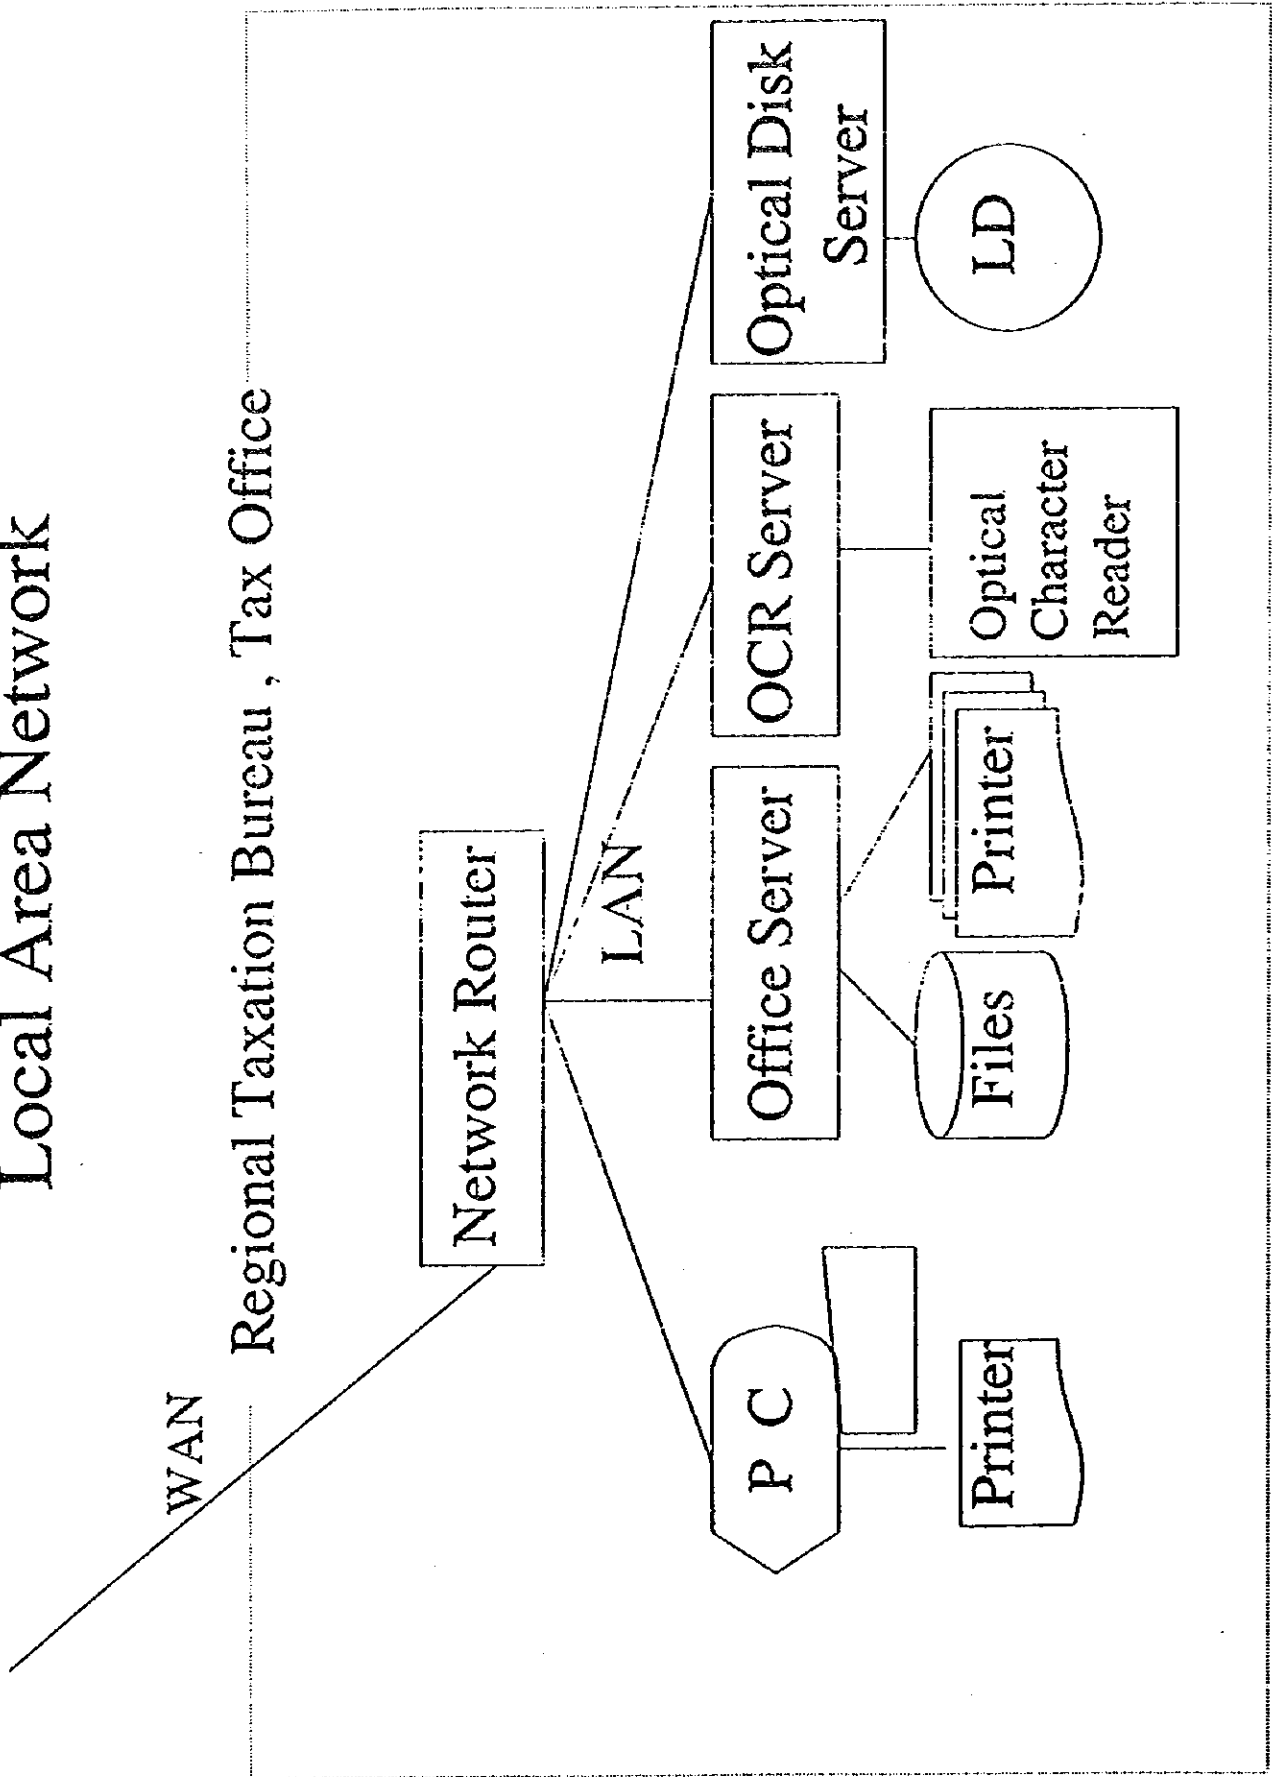 Local Area Network
WAN
Regional Taxation Bureau , Tax Office
Network Router
LAN
P C
Office Server
OCR Server
Optical Disk
Server
Printer
Files
Printer
Optical
Character
Reader
LD